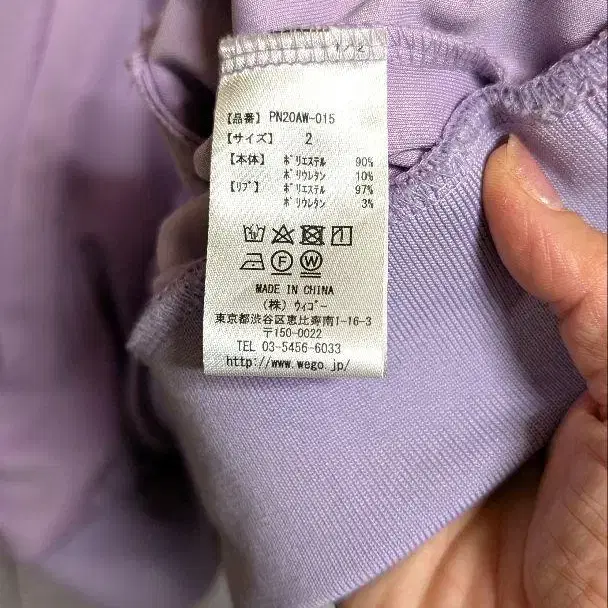 1/2
【品番】 PN20AW-015
【サイズ】 2
【本体】 ポリエステル 90%
ポリウレタン 10%
【リブ】 ポリエステル 97%
ポリウレタン 3%
F W
MADE IN CHINA
(株) ウィゴー
東京都渋谷区恵比寿南1-16-3
〒150-0022
TEL 03-5456-6033
http://www.wego.jp/